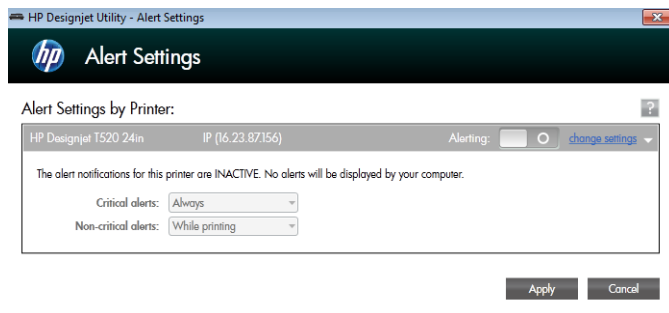 HP Designjet Utility - Alert Settings
hp Alert Settings
Alert Settings by Printer:
?
HP Designjet T520 24in IP (16.23.87.156) Alerting: O change settings
The alert notifications for this printer are INACTIVE. No alerts will be displayed by your computer.
Critical alerts: Always
Non-critical alerts: While printing
Apply Cancel